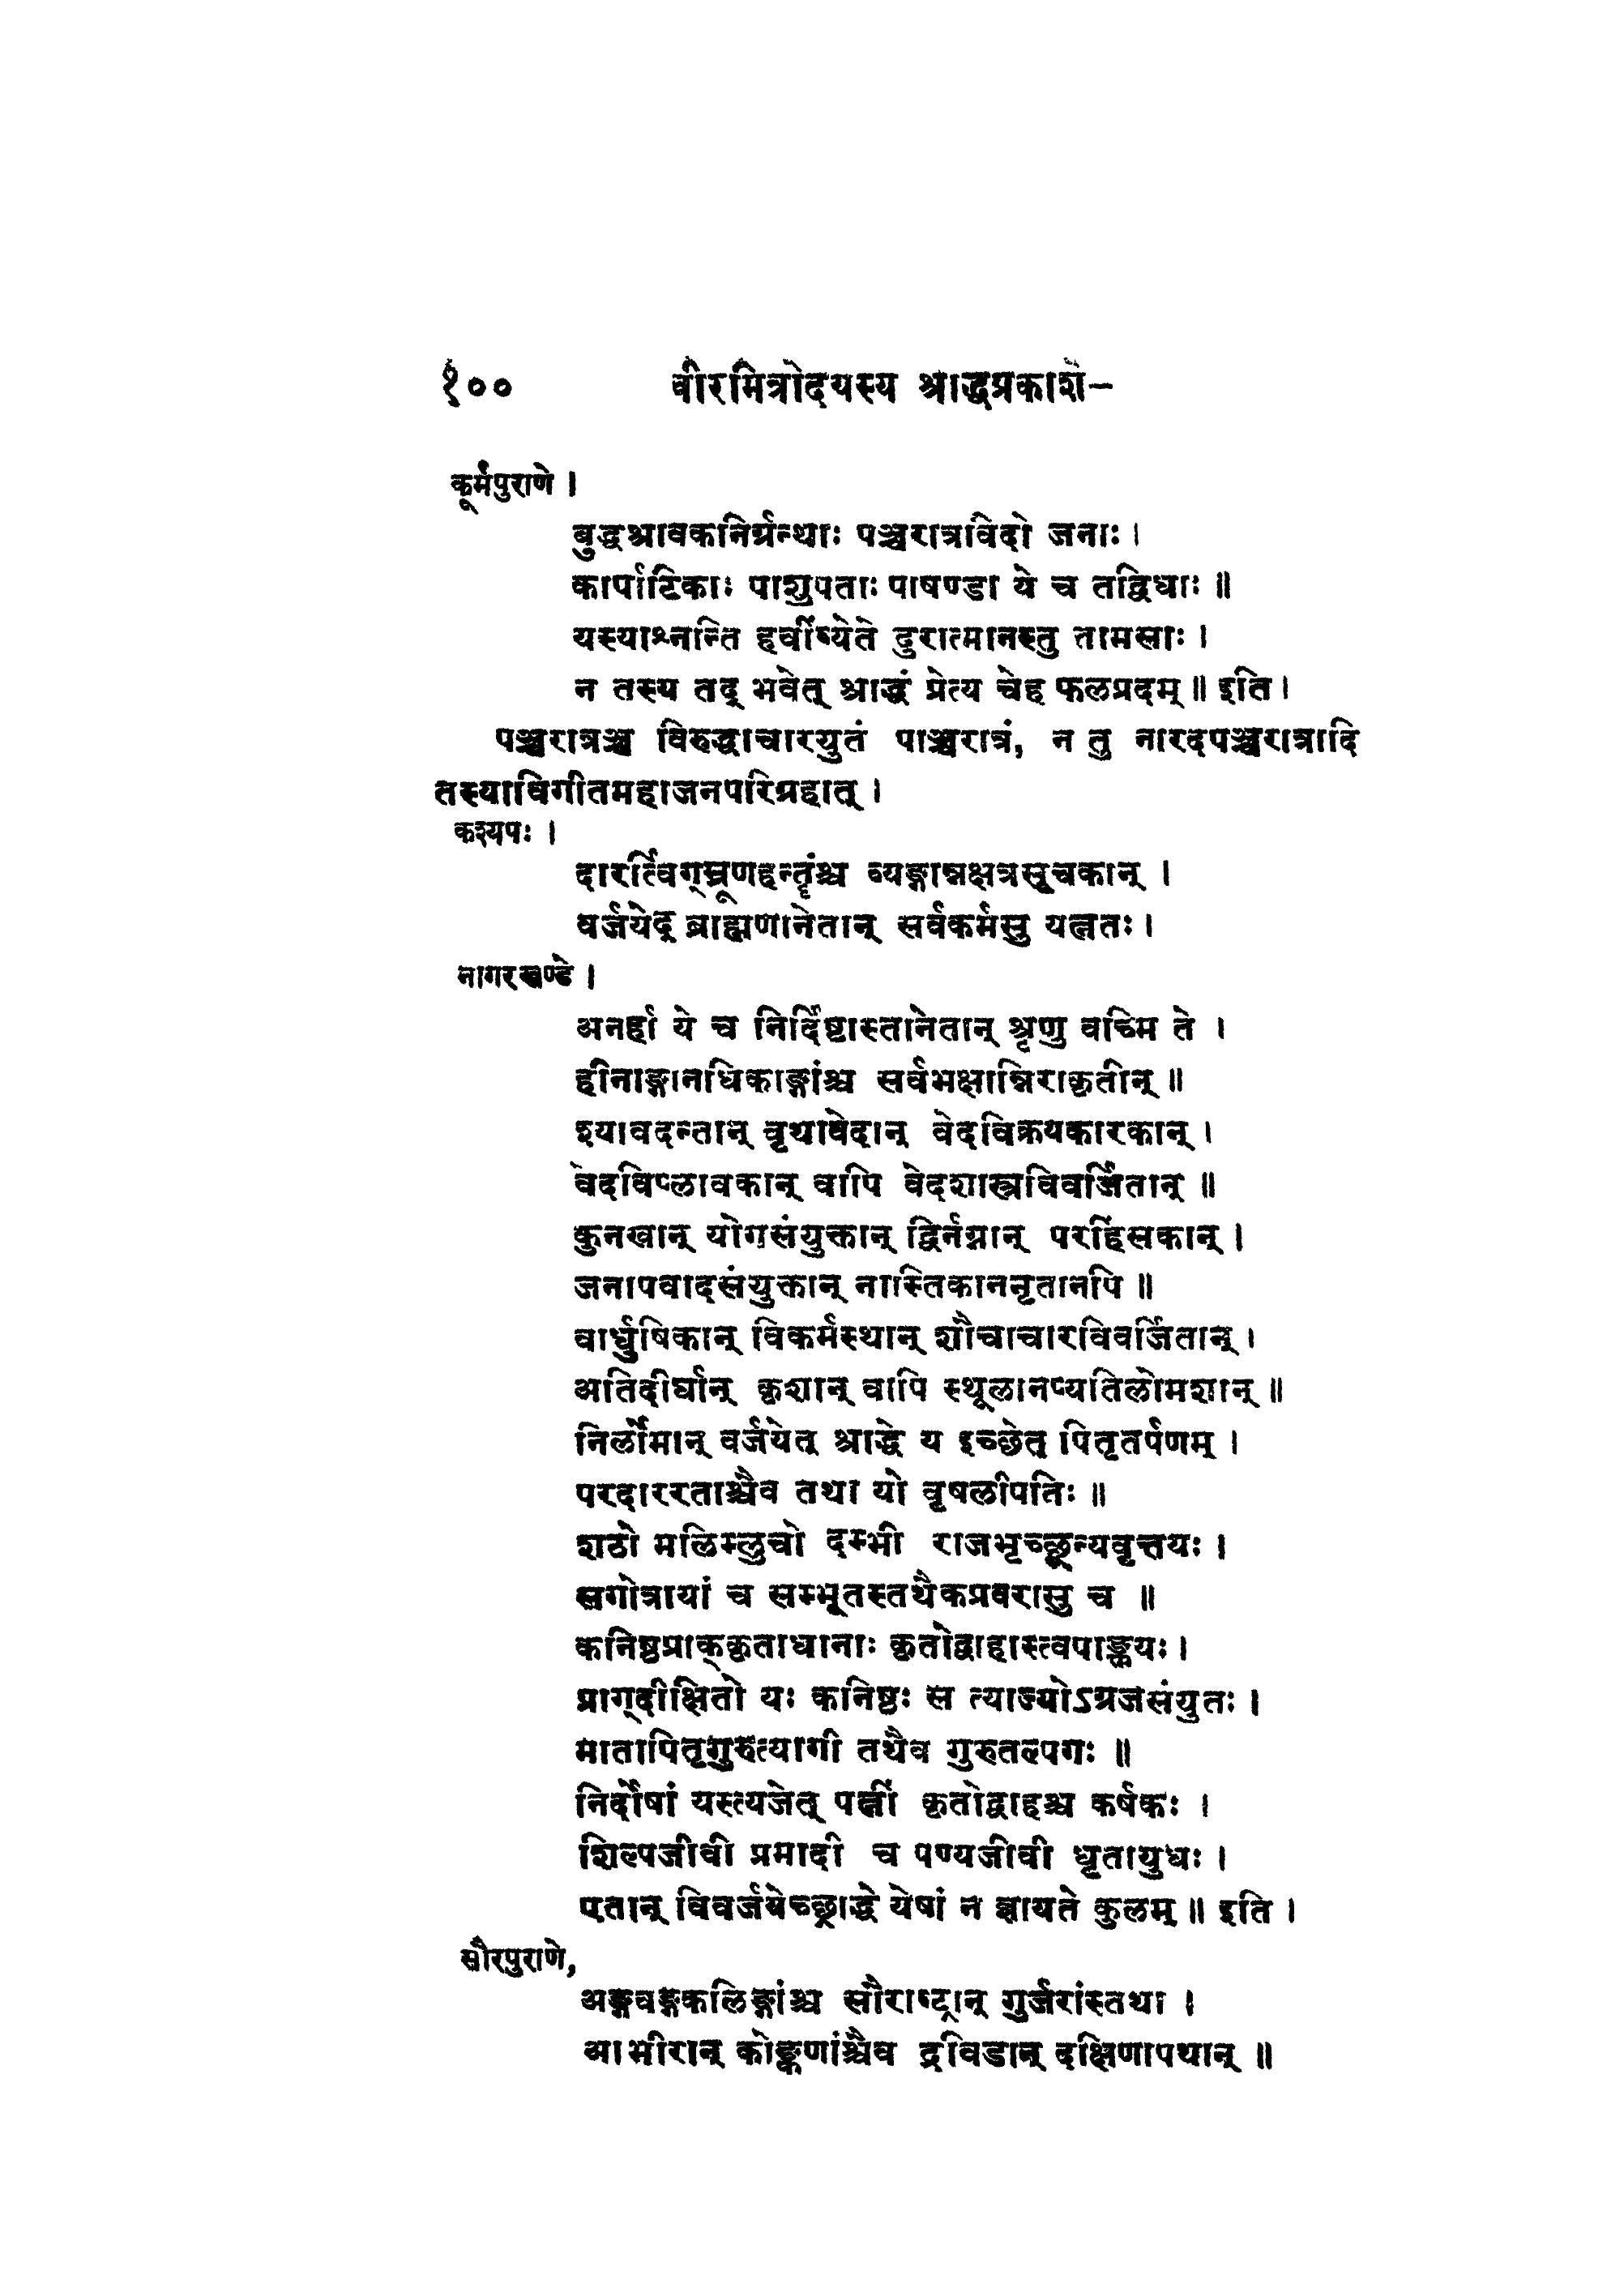 १०० वीरमित्रोदयस्य श्राद्धप्रकाशे–
कूर्मपुराणे ।
बुद्धश्रावकनिर्ग्रन्थाः पञ्चरात्रविदो जनाः ।
कार्पाटिकाः पाशुपताः पाषण्डा ये च तद्विधाः ॥
यस्याश्नन्ति हवींष्येते दुरात्मानस्तु तामसाः ।
न तस्य तद् भवेत् श्राद्धं प्रेत्य चेह फलप्रदम् ॥ इति ।
पञ्चरात्रञ्च विरुद्धाचारयुतं पाञ्चरात्रं, न तु नारदपञ्चरात्रादि
तस्याविगीतमहाजनपरिग्रहात् ।
कश्यपः ।
दारर्त्विग्भ्रूणहन्तॄंश्च व्यङ्गान्नक्षत्रसूचकान् ।
वर्जयेद् ब्राह्मणानेतान् सर्वकर्मसु यत्नतः ।
नागरखण्डे ।
अनर्हा ये च निर्दिष्टास्तानेतान् श्रृणु वच्मि ते ।
हीनाङ्गानधिकाङ्गांश्च सर्वभक्षान्निराकृतीन् ॥
श्यावदन्तान् वृथावेदान् वेदविक्रयकारकान् ।
वेदविप्लावकान् वापि वेदशास्त्रविवर्जितान् ॥
कुनखान् योगसंयुक्तान् द्विर्नग्नान् परहिंसकान् ।
जनापवादसंयुक्तान् नास्तिकाननृतानपि ॥
वार्धुषिकान् विकर्मस्थान् शौचाचारविवर्जितान् ।
अतिदीर्घान् कृशान् वापि स्थूलानप्यतिलोमशान् ॥
निर्लोमान् वर्जयेत् श्राद्धे य इच्छेत् पितृतर्पणम् ।
परदाररताश्चैव तथा यो वृषलीपतिः ॥
शठो मलिम्लुचो दम्भी राजभृच्छून्यवृत्तयः ।
सगोत्रायां च सम्भूतस्तथैकप्रवरासु च ॥
कनिष्ठप्राक्कृताधानाः कृतोद्वाहास्त्वपाङ्क्तयः ।
प्राग्दीक्षितो यः कनिष्ठः स त्याज्योऽग्रजसंयुतः ।
मातापितृगुरुत्यागी तथैव गुरुतल्पगः ॥
निर्दोषां यस्त्यजेत् पत्नीं कृतोद्वाहश्च कर्षकः ।
शिल्पजीवी प्रमादी च पण्यजीवी धृतायुधः ।
एतान् विवर्जयेच्छ्राद्धे येषां न ज्ञायते कुलम् ॥ इति ।
सौरपुराणे,
अङ्गवङ्गकलिङ्गांश्च सौराष्ट्रान् गुर्जरांस्तथा ।
आभीरान् कोङ्कणांश्चैव द्रविडान् दक्षिणापथान् ॥